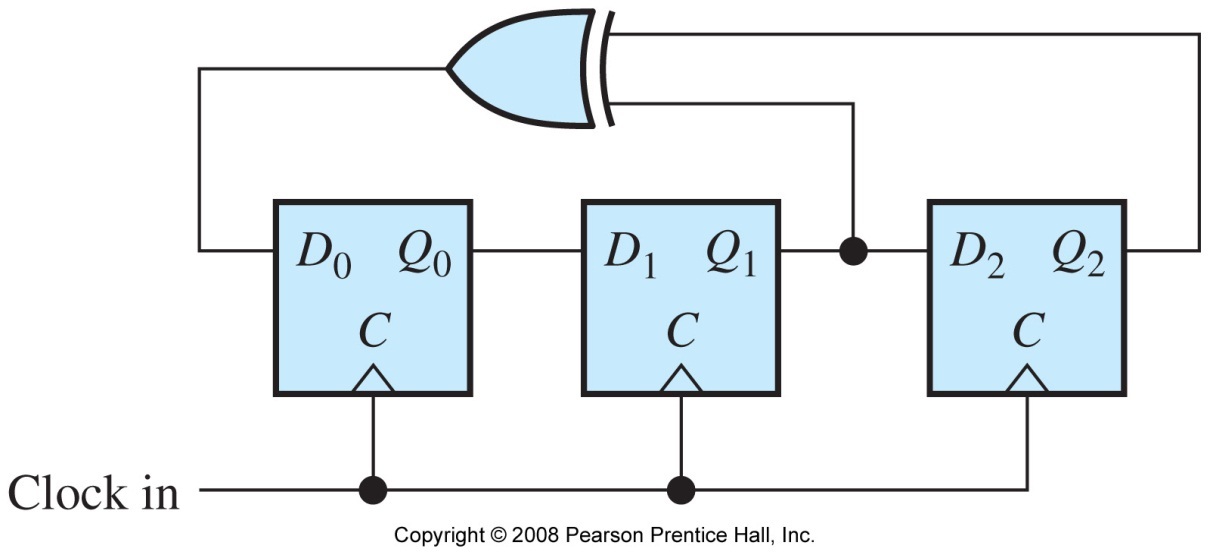 D₀ Q₀ D₁ Q₁ D₂ Q₂
C C C
Clock in
Copyright © 2008 Pearson Prentice Hall, Inc.